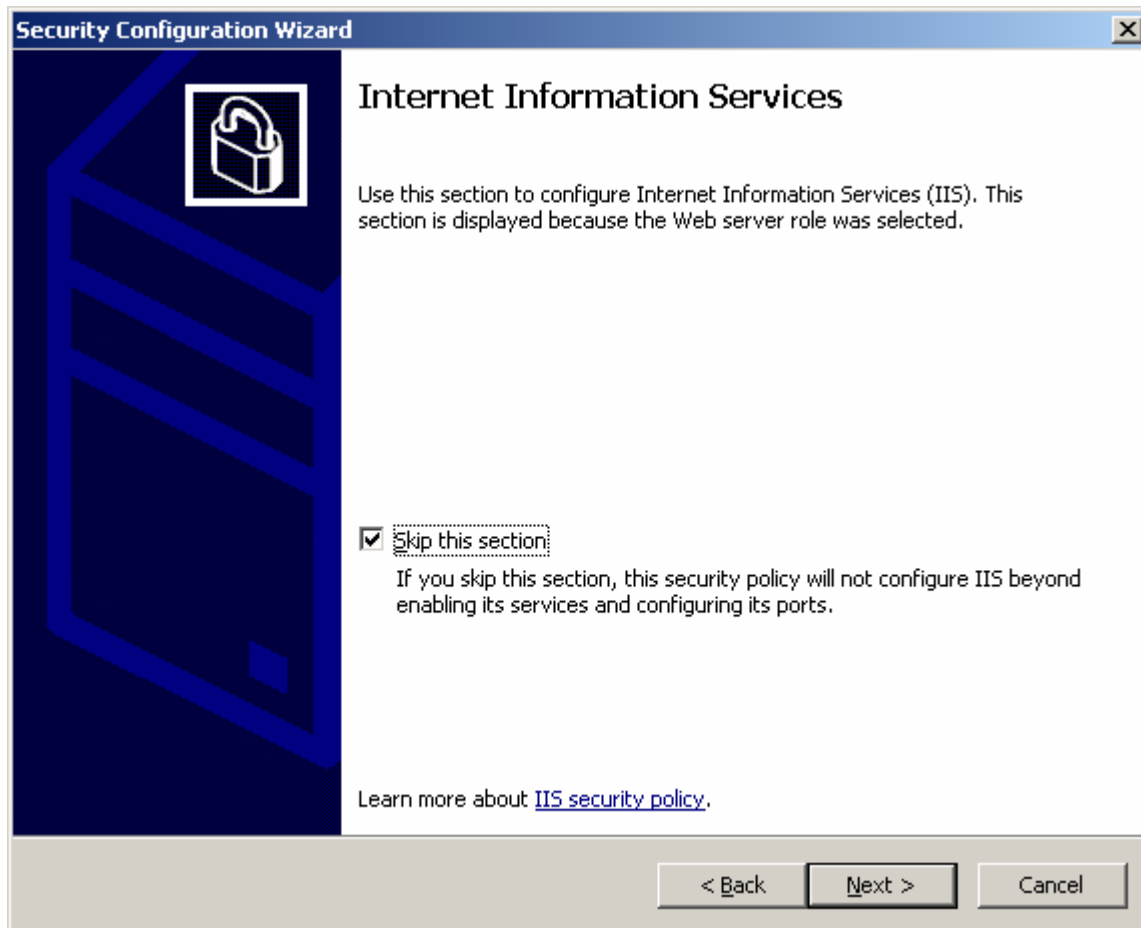 Security Configuration Wizard
Internet Information Services
Use this section to configure Internet Information Services (IIS). This
section is displayed because the Web server role was selected.
Skip this section
If you skip this section, this security policy will not configure IIS beyond
enabling its services and configuring its ports.
Learn more about IIS security policy.
< Back Next > Cancel